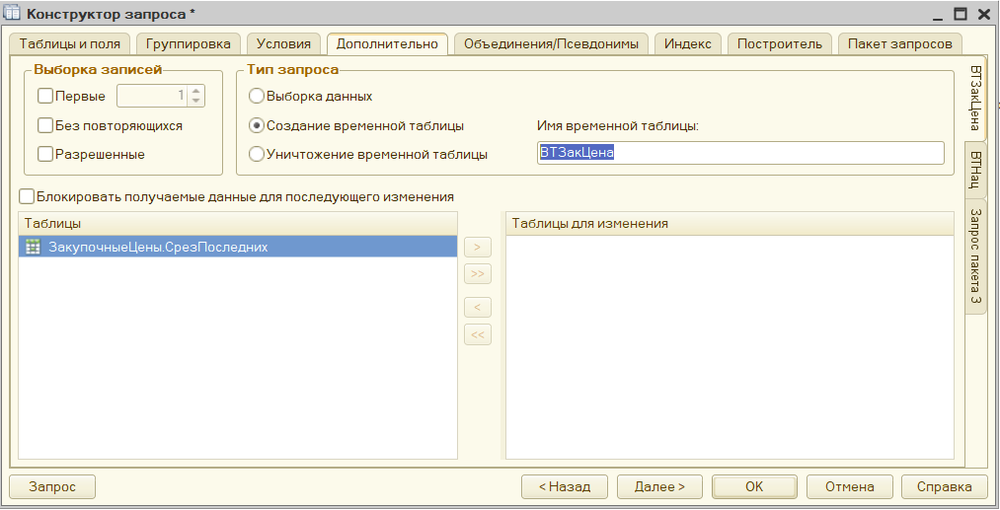 Конструктор запроса *
Таблицы и поля
Группировка
Условия
Дополнительно
Объединения/Псевдонимы
Индекс
Построитель
Пакет запросов
Выборка записей
Первые
1
Без повторяющихся
Разрешенные
Тип запроса
Выборка данных
Создание временной таблицы
Уничтожение временной таблицы
Имя временной таблицы:
ВТЗакЦена
Блокировать получаемые данные для последующего изменения
Таблицы
ЗакупочныеЦены.СрезПоследних
>
>>
<
<<
Таблицы для изменения
ВТЗакЦена
ВТНац
Запрос пакета 3
Запрос
< Назад
Далее >
OK
Отмена
Справка